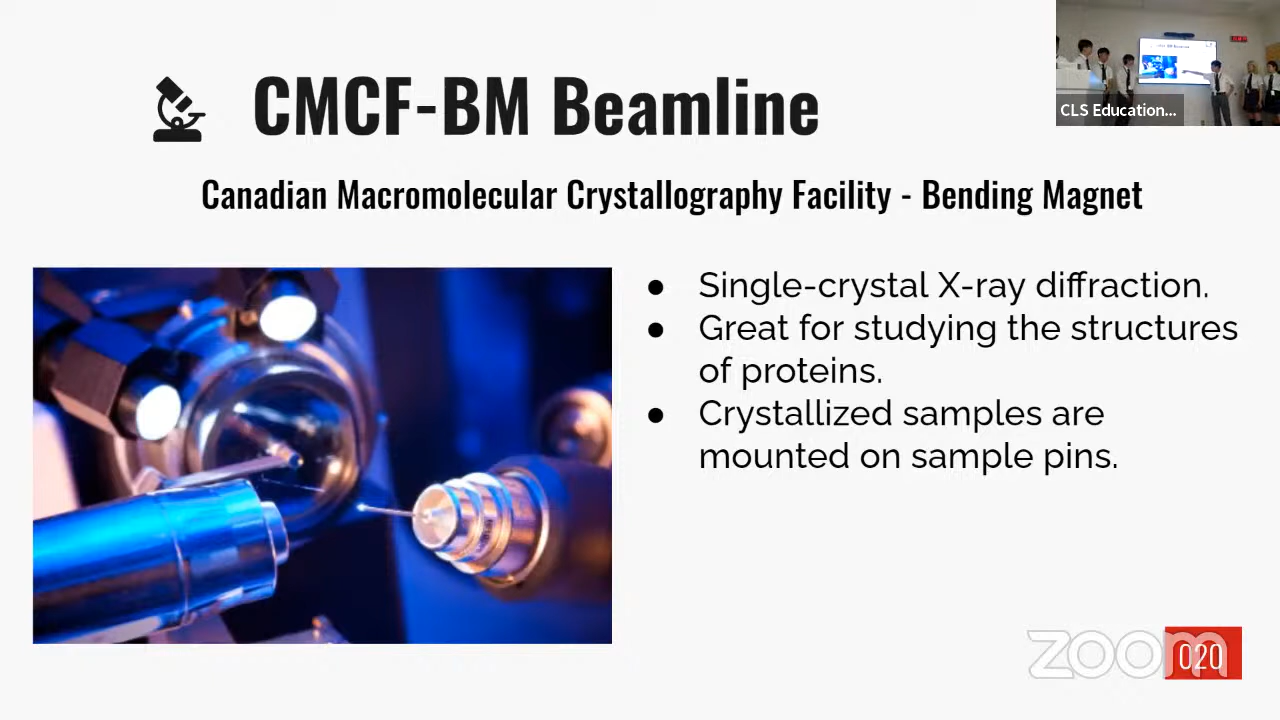 CMCF-BM Beamline
CLS Education...
Canadian Macromolecular Crystallography Facility - Bending Magnet
● Single-crystal X-ray diffraction.
● Great for studying the structures
of proteins.
● Crystallized samples are
mounted on sample pins.
zoom
020